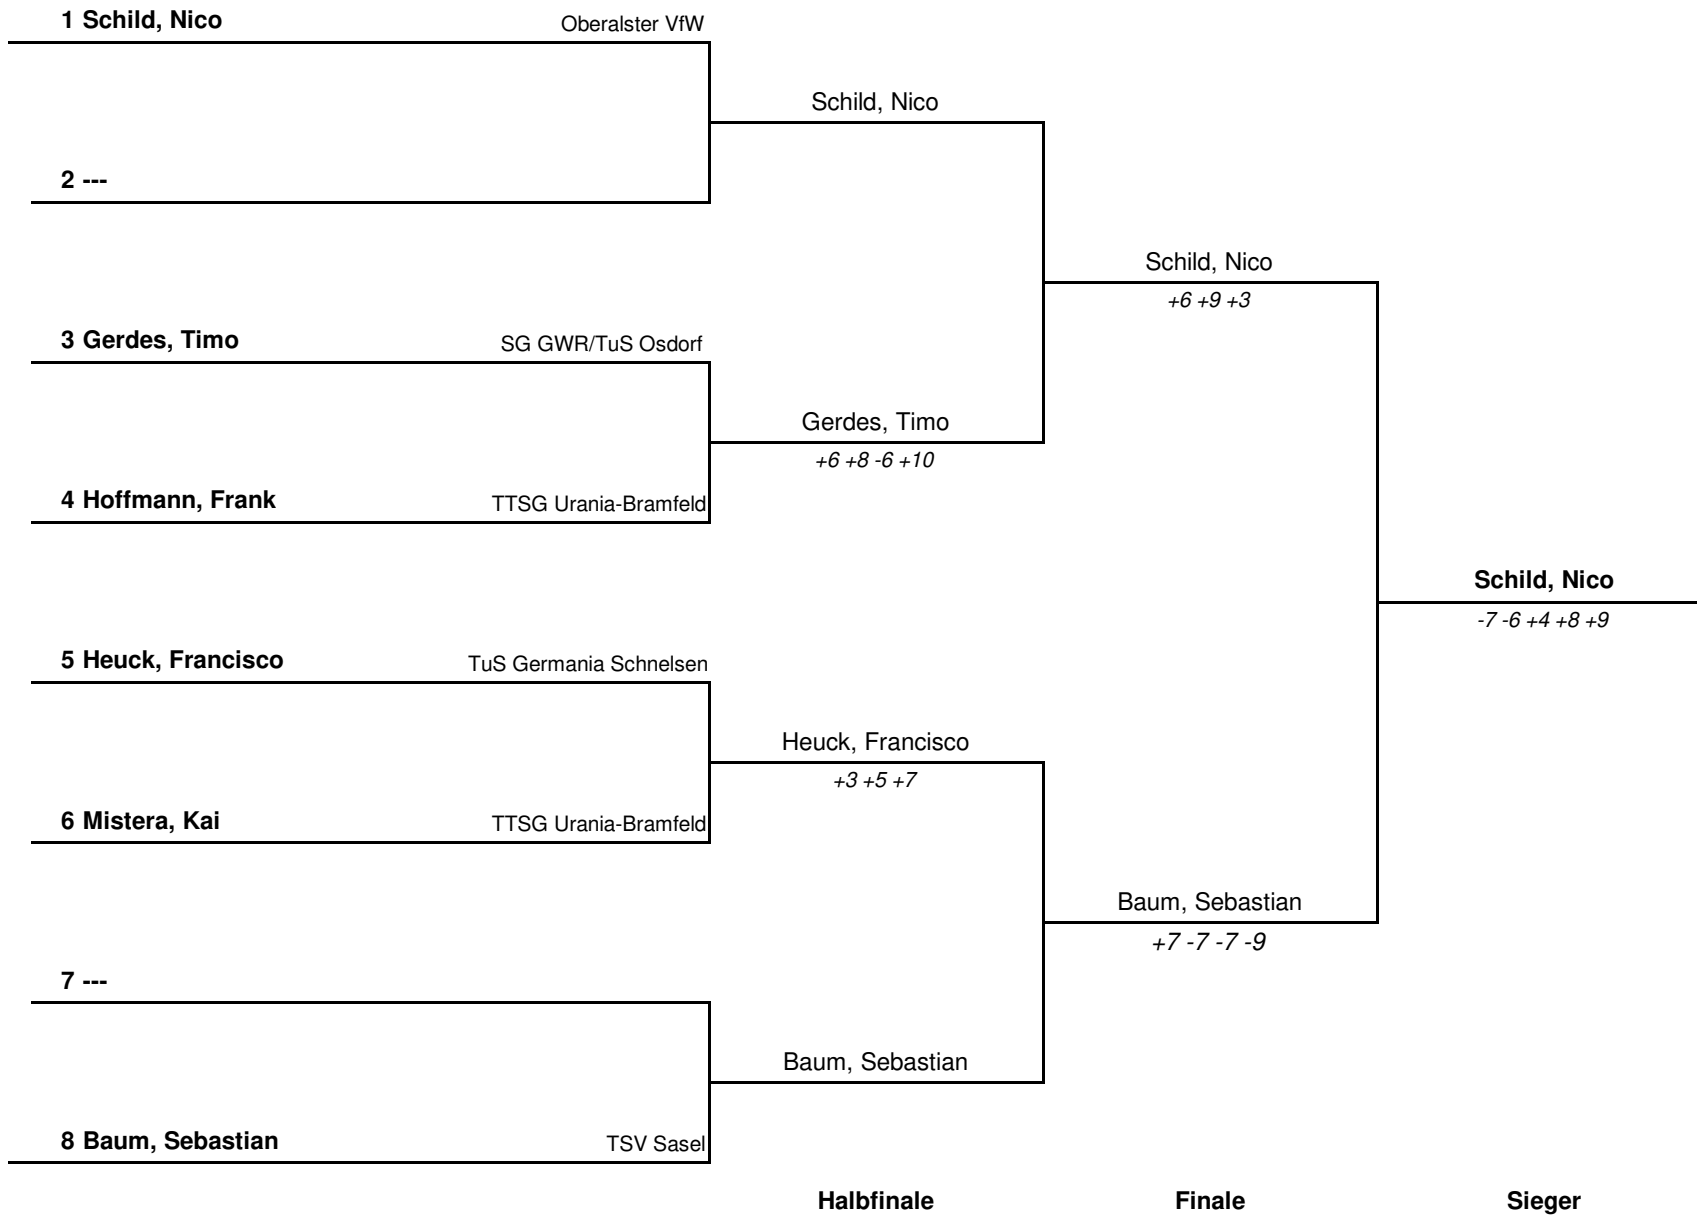 1 Schild, Nico Oberalster VfW
Schild, Nico
2 ---
Schild, Nico
+6 +9 +3
3 Gerdes, Timo SG GWR/TuS Osdorf
Gerdes, Timo
+6 +8 -6 +10
4 Hoffmann, Frank TTSG Urania-Bramfeld
Schild, Nico
-7 -6 +4 +8 +9
5 Heuck, Francisco TuS Germania Schnelsen
Heuck, Francisco
+3 +5 +7
6 Mistera, Kai TTSG Urania-Bramfeld
Baum, Sebastian
+7 -7 -7 -9
7 ---
Baum, Sebastian
8 Baum, Sebastian TSV Sasel
Halbfinale Finale Sieger